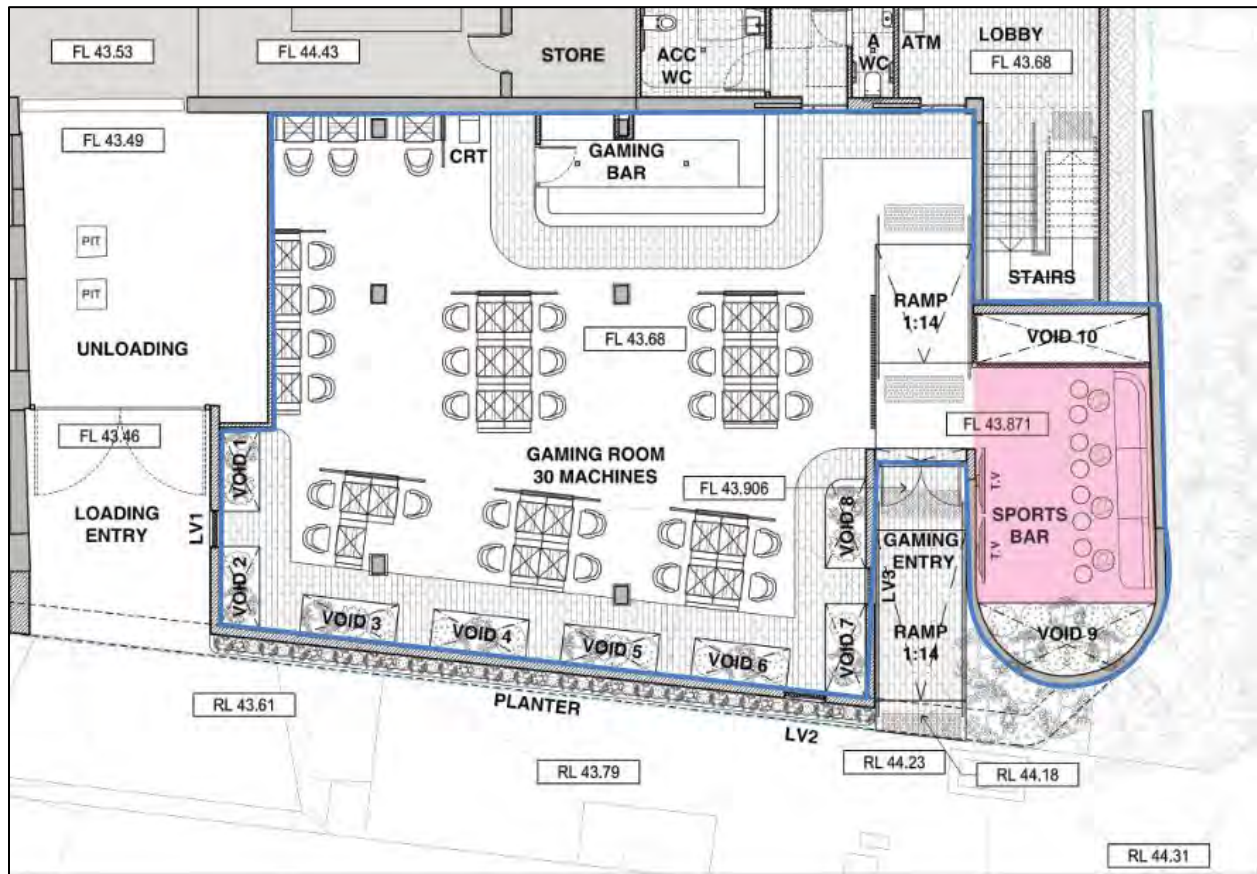 FL 43.53
FL 44.43
STORE
ACC
WC
A
WC
ATM
LOBBY
FL 43.68
FL 43.49
CRT
GAMING
BAR
PIT
PIT
STAIRS
RAMP
1:14
VOID 10
UNLOADING
FL 43.68
FL 43.46
FL 43.871
GAMING ROOM
30 MACHINES
FL 43.906
VOID 1
LOADING
ENTRY
LV1
VOID 2
VOID 8
GAMING
ENTRY
LV3
T.V
T.V
SPORTS
BAR
VOID 3
VOID 4
VOID 5
VOID 6
VOID 7
RAMP
1:14
VOID 9
RL 43.61
PLANTER
LV2
RL 43.79
RL 44.23
RL 44.18
RL 44.31